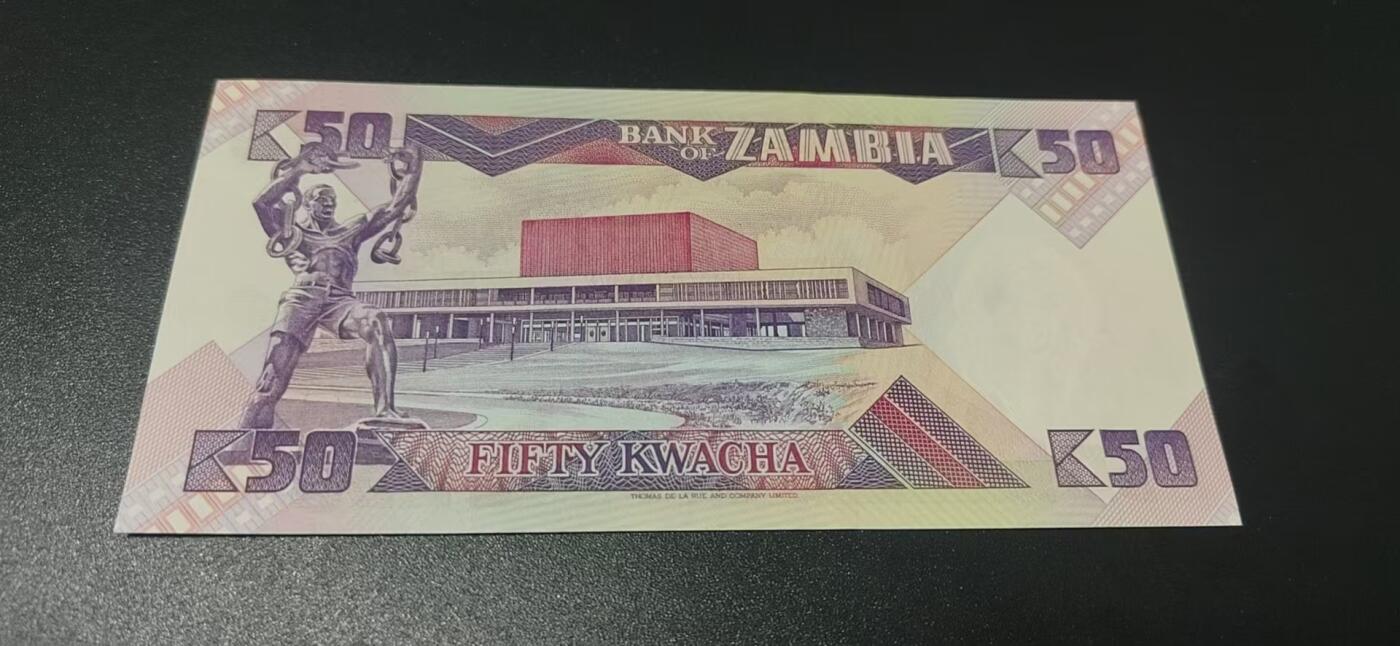 K50
BANK OF ZAMBIA
K50
K50
FIFTY KWACHA
K50
THOMAS DE LA RUE AND COMPANY LIMITED